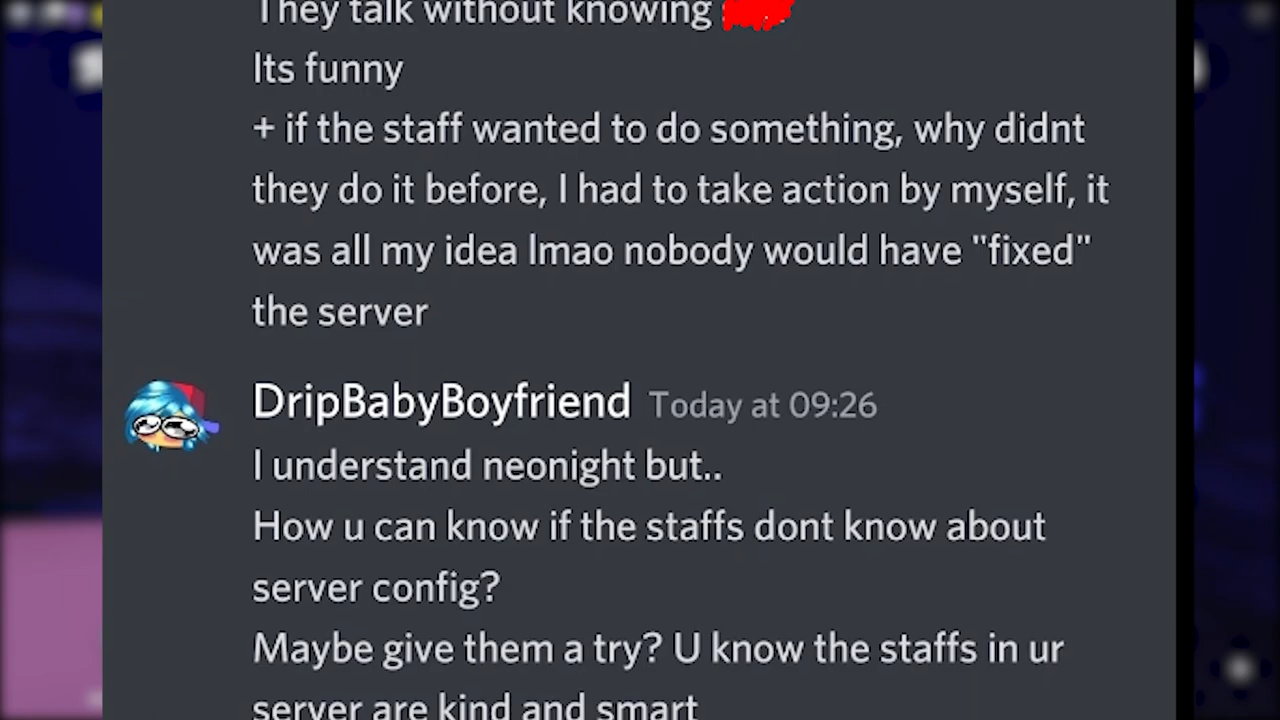 They talk without knowing
Its funny
+ if the staff wanted to do something, why didnt
they do it before, I had to take action by myself, it
was all my idea lmao nobody would have "fixed"
the server
DripBabyBoyfriend Today at 09:26
I understand neonight but..
How u can know if the staffs dont know about
server config?
Maybe give them a try? U know the staffs in ur
server are kind and smart